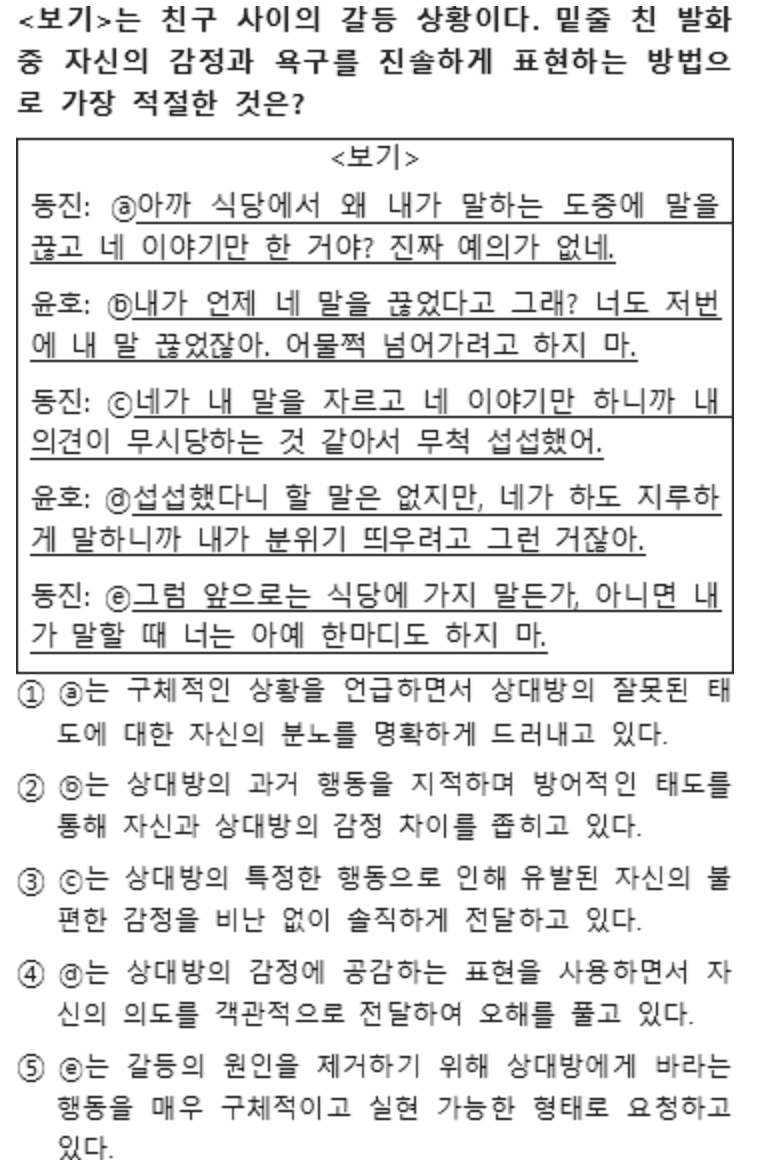 <보기>는 친구 사이의 갈등 상황이다. 밑줄 친 발화
중 자신의 감정과 욕구를 진솔하게 표현하는 방법으
로 가장 적절한 것은?
<보기>
동진: ⓐ아까 식당에서 왜 내가 말하는 도중에 말을
끊고 네 이야기만 한 거야? 진짜 예의가 없네.
윤호: ⓑ내가 언제 네 말을 끊었다고 그래? 너도 저번
에 내 말 끊었잖아. 어물쩍 넘어가려고 하지 마.
동진: ⓒ네가 내 말을 자르고 네 이야기만 하니까 내
의견이 무시당하는 것 같아서 무척 섭섭했어.
윤호: ⓓ섭섭했다니 할 말은 없지만, 네가 하도 지루하
게 말하니까 내가 분위기 띄우려고 그런 거잖아.
동진: ⓔ그럼 앞으로는 식당에 가지 말든가, 아니면 내
가 말할 때 너는 아예 한마디도 하지 마.
① ⓐ는 구체적인 상황을 언급하면서 상대방의 잘못된 태
도에 대한 자신의 분노를 명확하게 드러내고 있다.
② ⓑ는 상대방의 과거 행동을 지적하며 방어적인 태도를
통해 자신과 상대방의 감정 차이를 좁히고 있다.
③ ⓒ는 상대방의 특정한 행동으로 인해 유발된 자신의 불
편한 감정을 비난 없이 솔직하게 전달하고 있다.
④ ⓓ는 상대방의 감정에 공감하는 표현을 사용하면서 자
신의 의도를 객관적으로 전달하여 오해를 풀고 있다.
⑤ ⓔ는 갈등의 원인을 제거하기 위해 상대방에게 바라는
행동을 매우 구체적이고 실현 가능한 형태로 요청하고
있다.